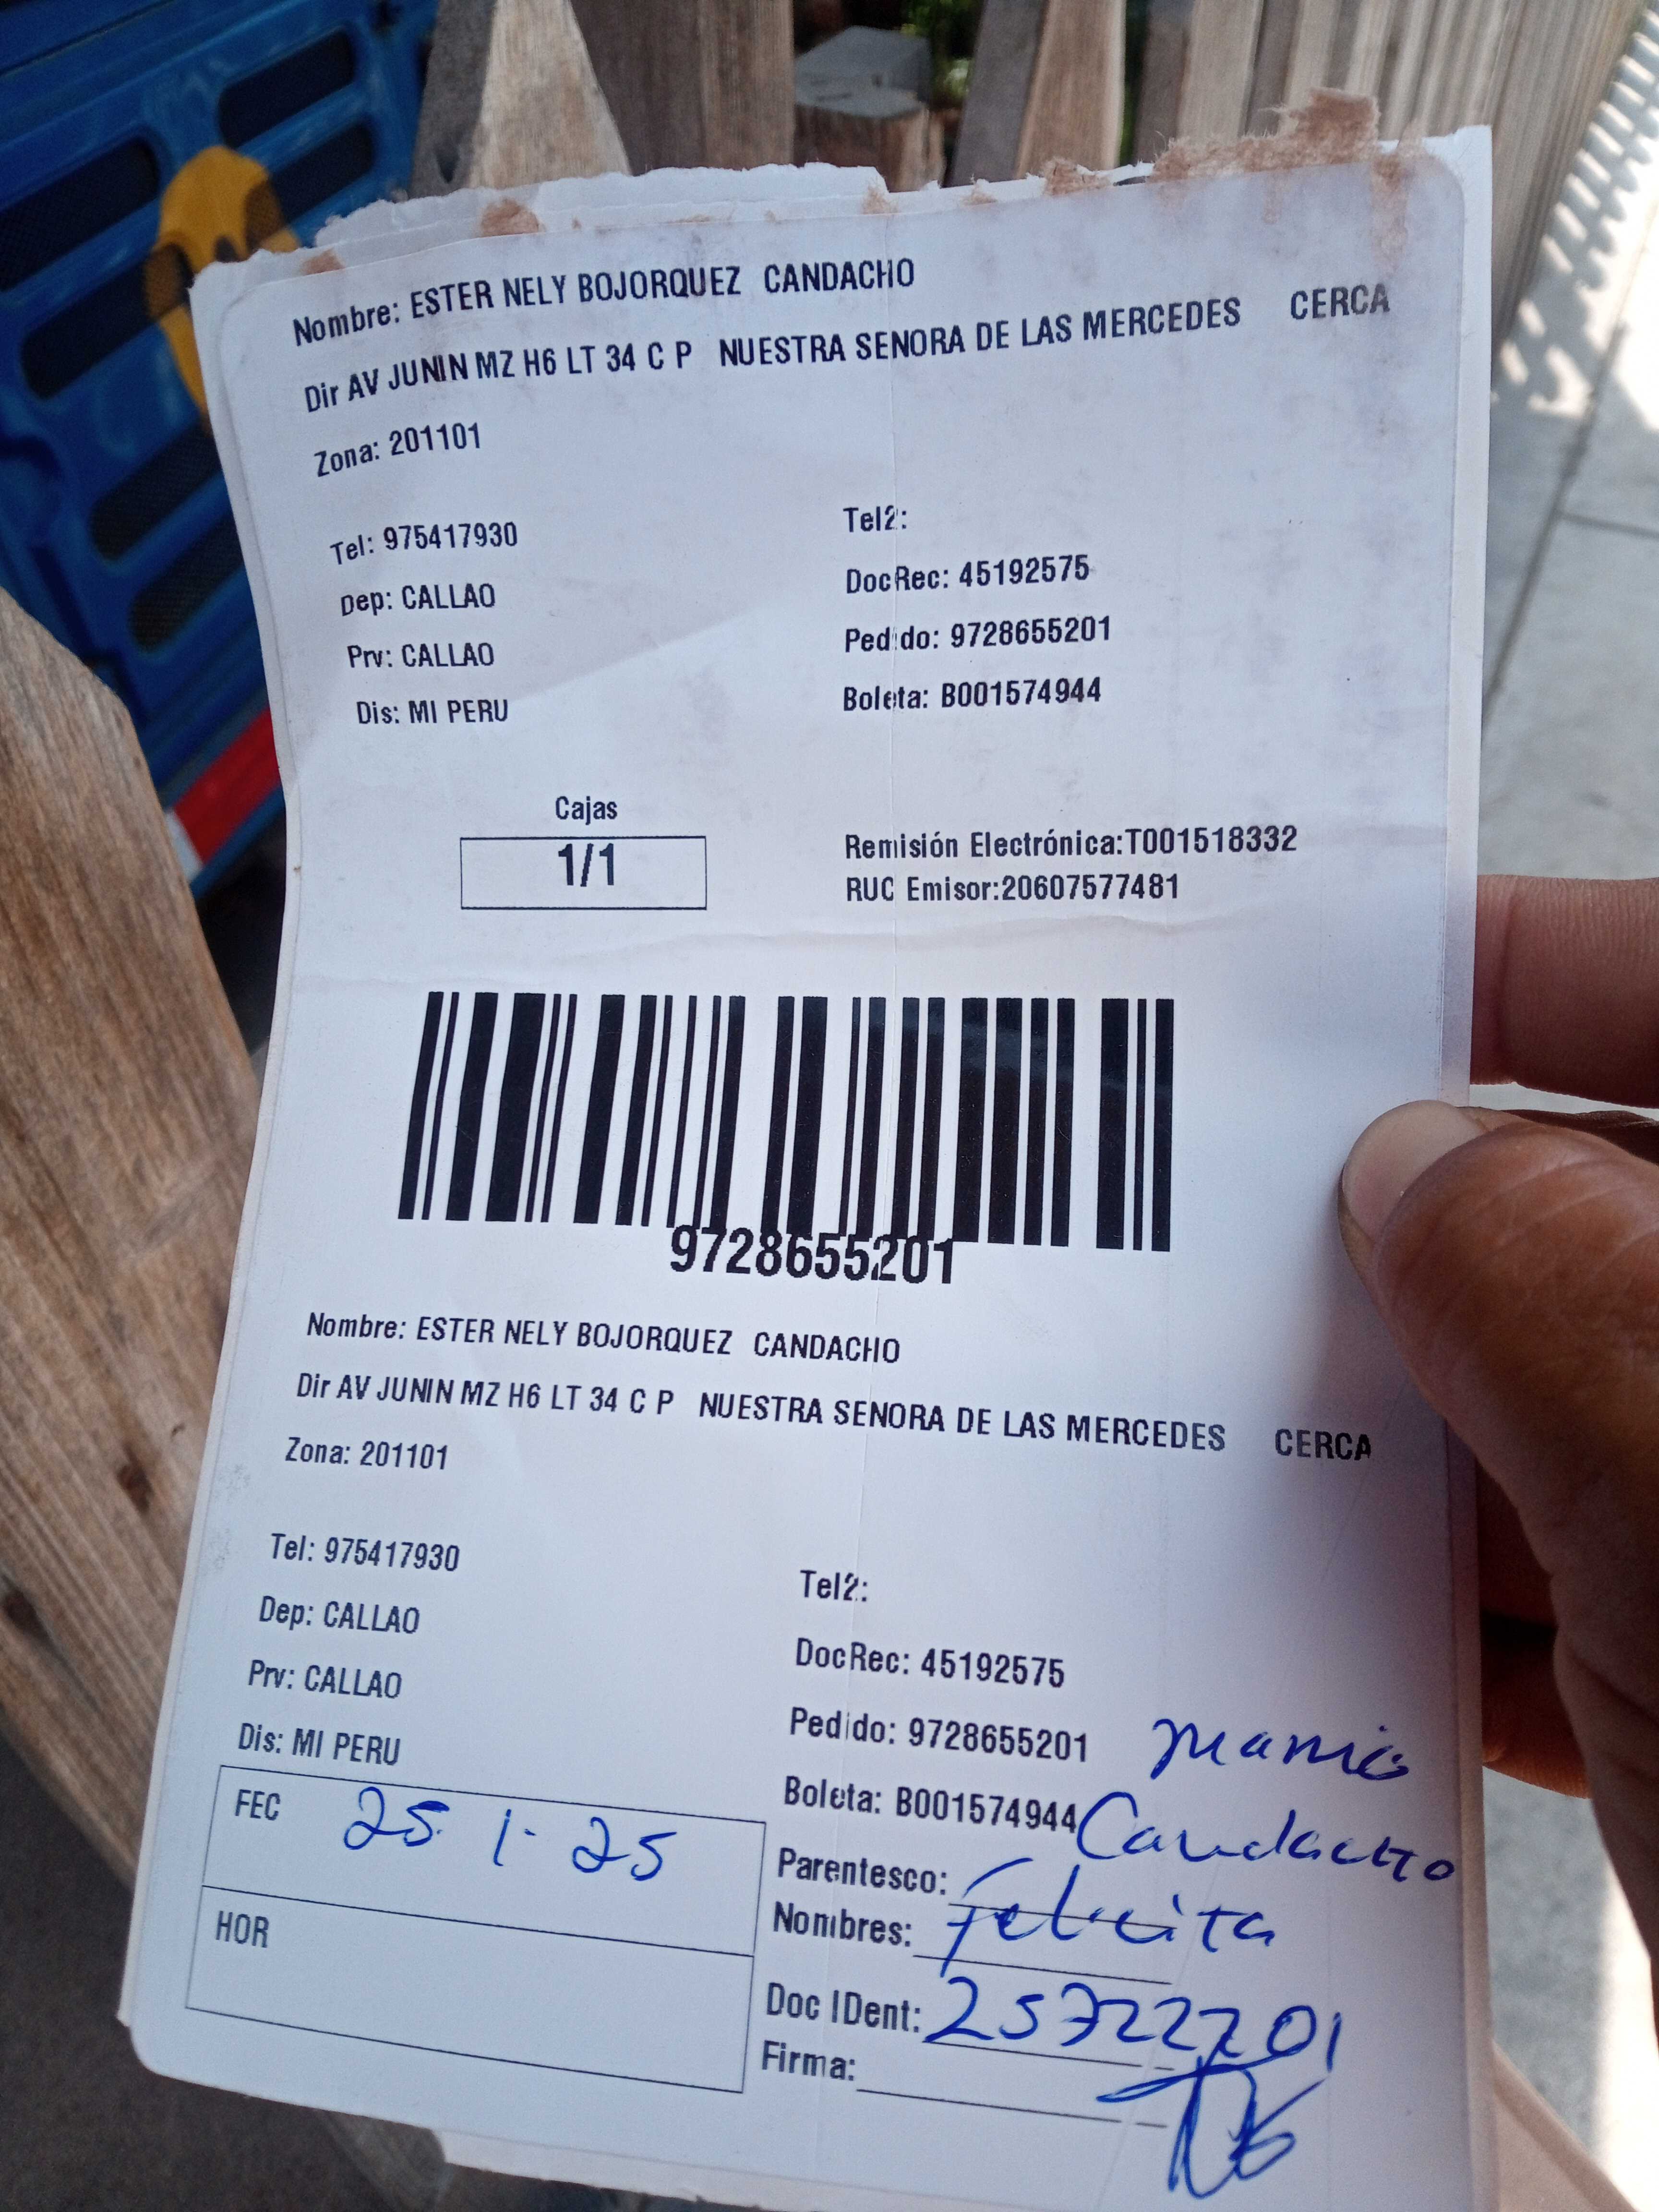 Nombre: ESTER NELY BOJORQUEZ CANDACHO
Dir AV JUNIN MZ H6 LT 34 C P NUESTRA SENORA DE LAS MERCEDES CERCA
Zona: 201101
Tel: 975417930 Tel2:
Dep: CALLAO DocRec: 45192575
Prv: CALLAO Pedido: 9728655201
Dis: MI PERU Boleta: B001574944
Cajas
1/1
Remisión Electrónica:T001518332
RUC Emisor:20607577481
9728655201
Nombre: ESTER NELY BOJORQUEZ CANDACHO
Dir AV JUNIN MZ H6 LT 34 C P NUESTRA SENORA DE LAS MERCEDES CERCA
Zona: 201101
Tel: 975417930 Tel2:
Dep: CALLAO DocRec: 45192575
Prv: CALLAO Pedido: 9728655201
Dis: MI PERU Boleta: B001574944
FEC 25 1. 25
HOR
Candacho
Parentesco:
Nombres: Felicita
Doc IDent: 25722201
Firma: